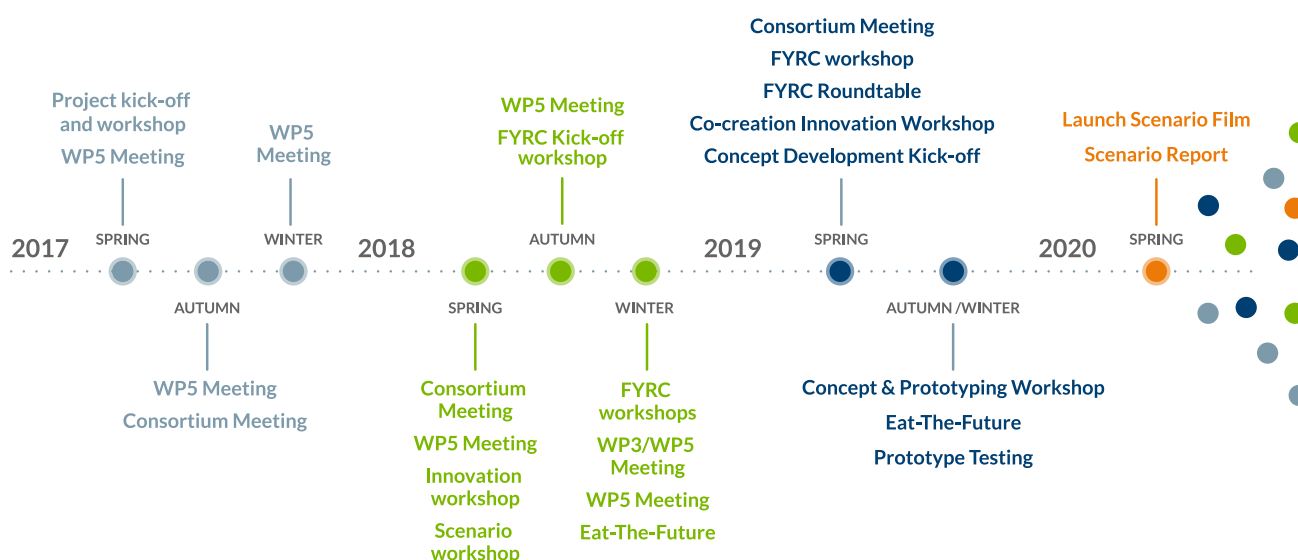 Project kick-off
and workshop
WP5 Meeting
WP5
Meeting
WP5 Meeting
FYRC Kick-off
workshop
Consortium Meeting
FYRC workshop
FYRC Roundtable
Co-creation Innovation Workshop
Concept Development Kick-off
Launch Scenario Film
Scenario Report
2017
SPRING
WINTER
2018
AUTUMN
2019
SPRING
2020
SPRING
AUTUMN
SPRING
WINTER
AUTUMN /WINTER
WP5 Meeting
Consortium Meeting
Consortium
Meeting
WP5 Meeting
Innovation
workshop
Scenario
workshop
FYRC
workshops
WP3/WP5
Meeting
WP5 Meeting
Eat-The-Future
Concept & Prototyping Workshop
Eat-The-Future
Prototype Testing